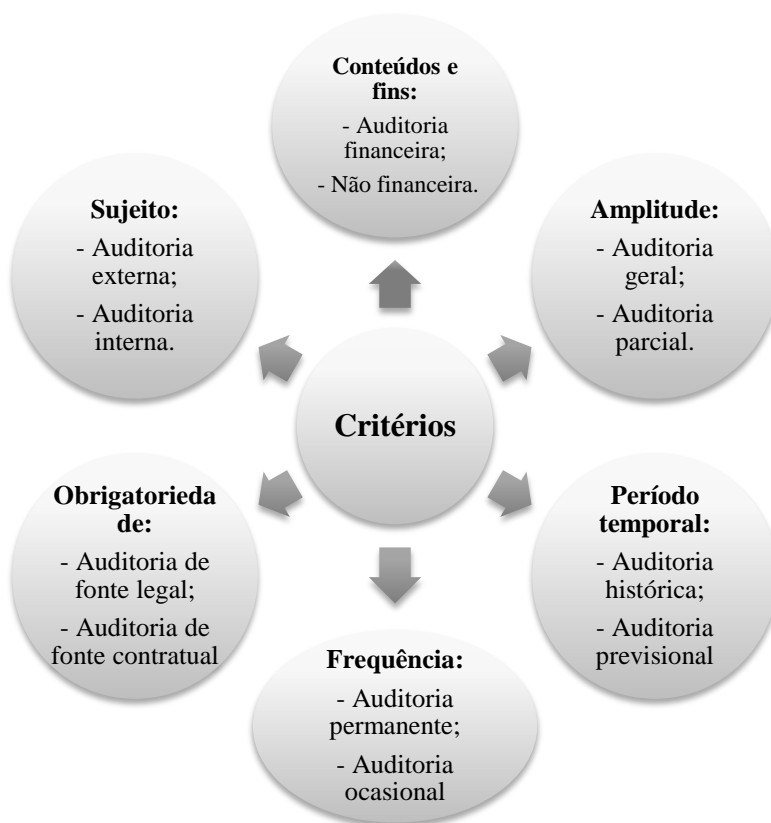 Conteúdos e
fins:
- Auditoria
financeira;
- Não financeira.
Sujeito:
- Auditoria
externa;
- Auditoria
interna.
Amplitude:
- Auditoria
geral;
- Auditoria
parcial.
Critérios
Obrigatorieda
de:
- Auditoria de
fonte legal;
- Auditoria de
fonte contratual
Período
temporal:
- Auditoria
histórica;
- Auditoria
previsional
Frequência:
- Auditoria
permanente;
- Auditoria
ocasional